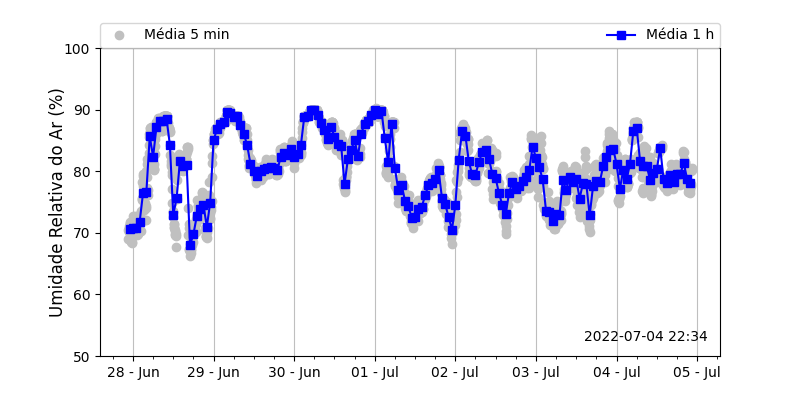 Média 5 min Média 1 h
Umidade Relativa do Ar (%)
100
90
80
70
60
50
2022-07-04 22:34
28 - Jun 29 - Jun 30 - Jun 01 - Jul 02 - Jul 03 - Jul 04 - Jul 05 - Jul